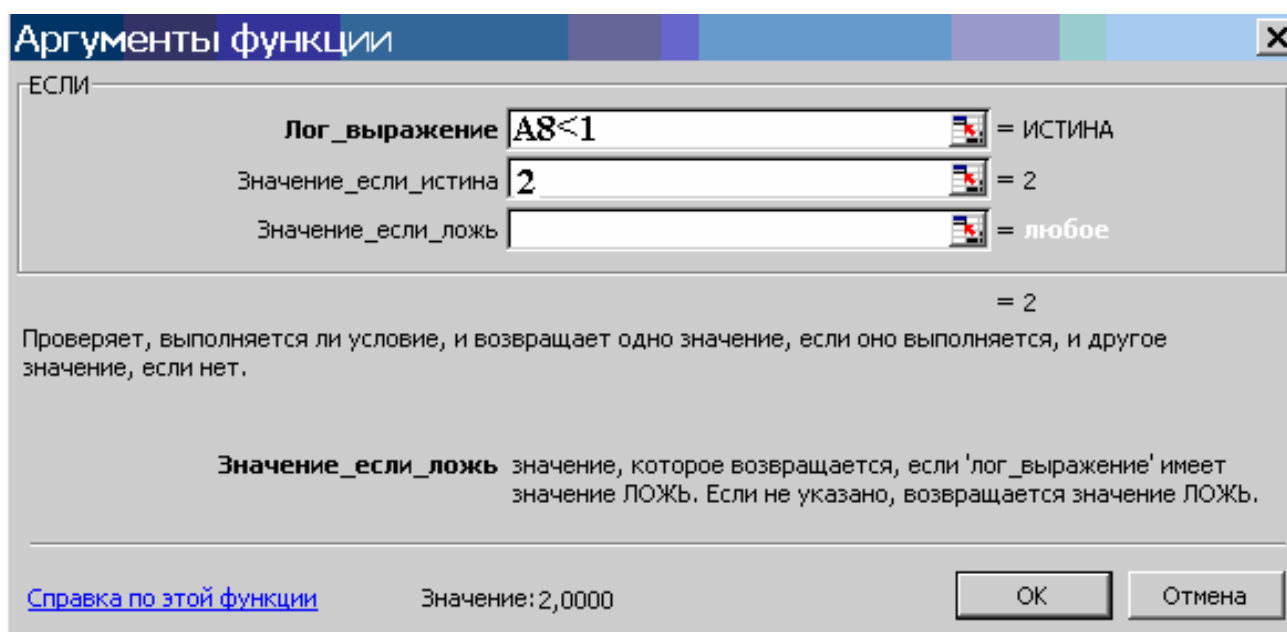 Аргументы функции
ЕСЛИ
Лог_выражение A8<1 = ИСТИНА
Значение_если_истина 2 = 2
Значение_если_ложь = любое
= 2
Проверяет, выполняется ли условие, и возвращает одно значение, если оно выполняется, и другое
значение, если нет.
Значение_если_ложь значение, которое возвращается, если 'лог_выражение' имеет
значение ЛОЖЬ. Если не указано, возвращается значение ЛОЖЬ.
Справка по этой функции Значение: 2,0000 ОК Отмена